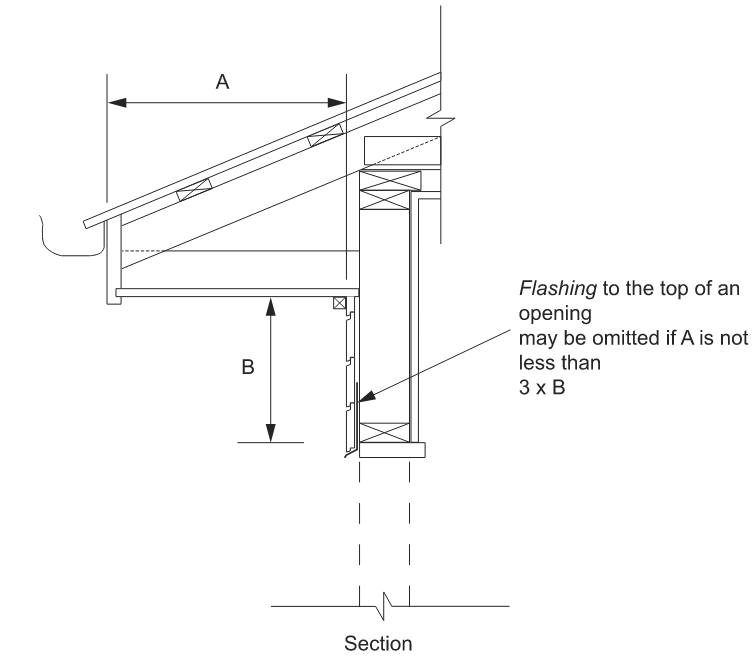 A
Flashing to the top of an
opening
may be omitted if A is not
less than
3 x B
B
Section